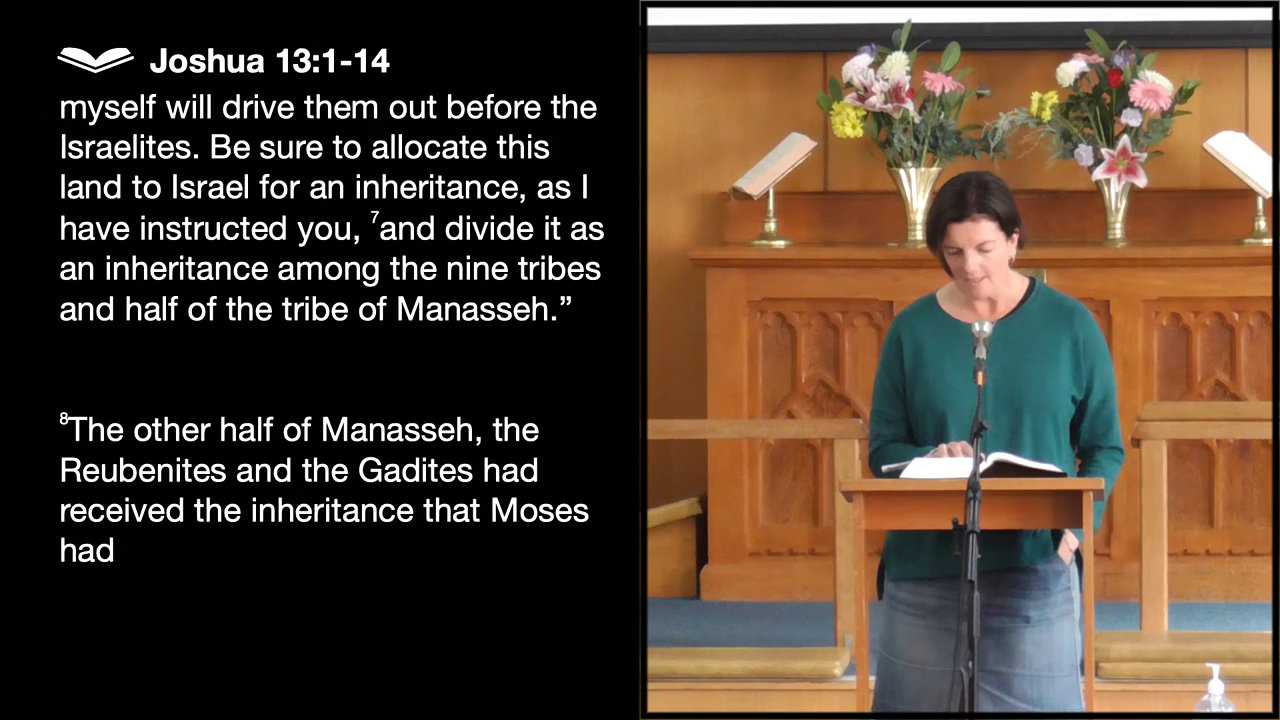 Joshua 13:1-14
myself will drive them out before the
Israelites. Be sure to allocate this
land to Israel for an inheritance, as I
have instructed you, ⁷and divide it as
an inheritance among the nine tribes
and half of the tribe of Manasseh.”
⁸The other half of Manasseh, the
Reubenites and the Gadites had
received the inheritance that Moses
had